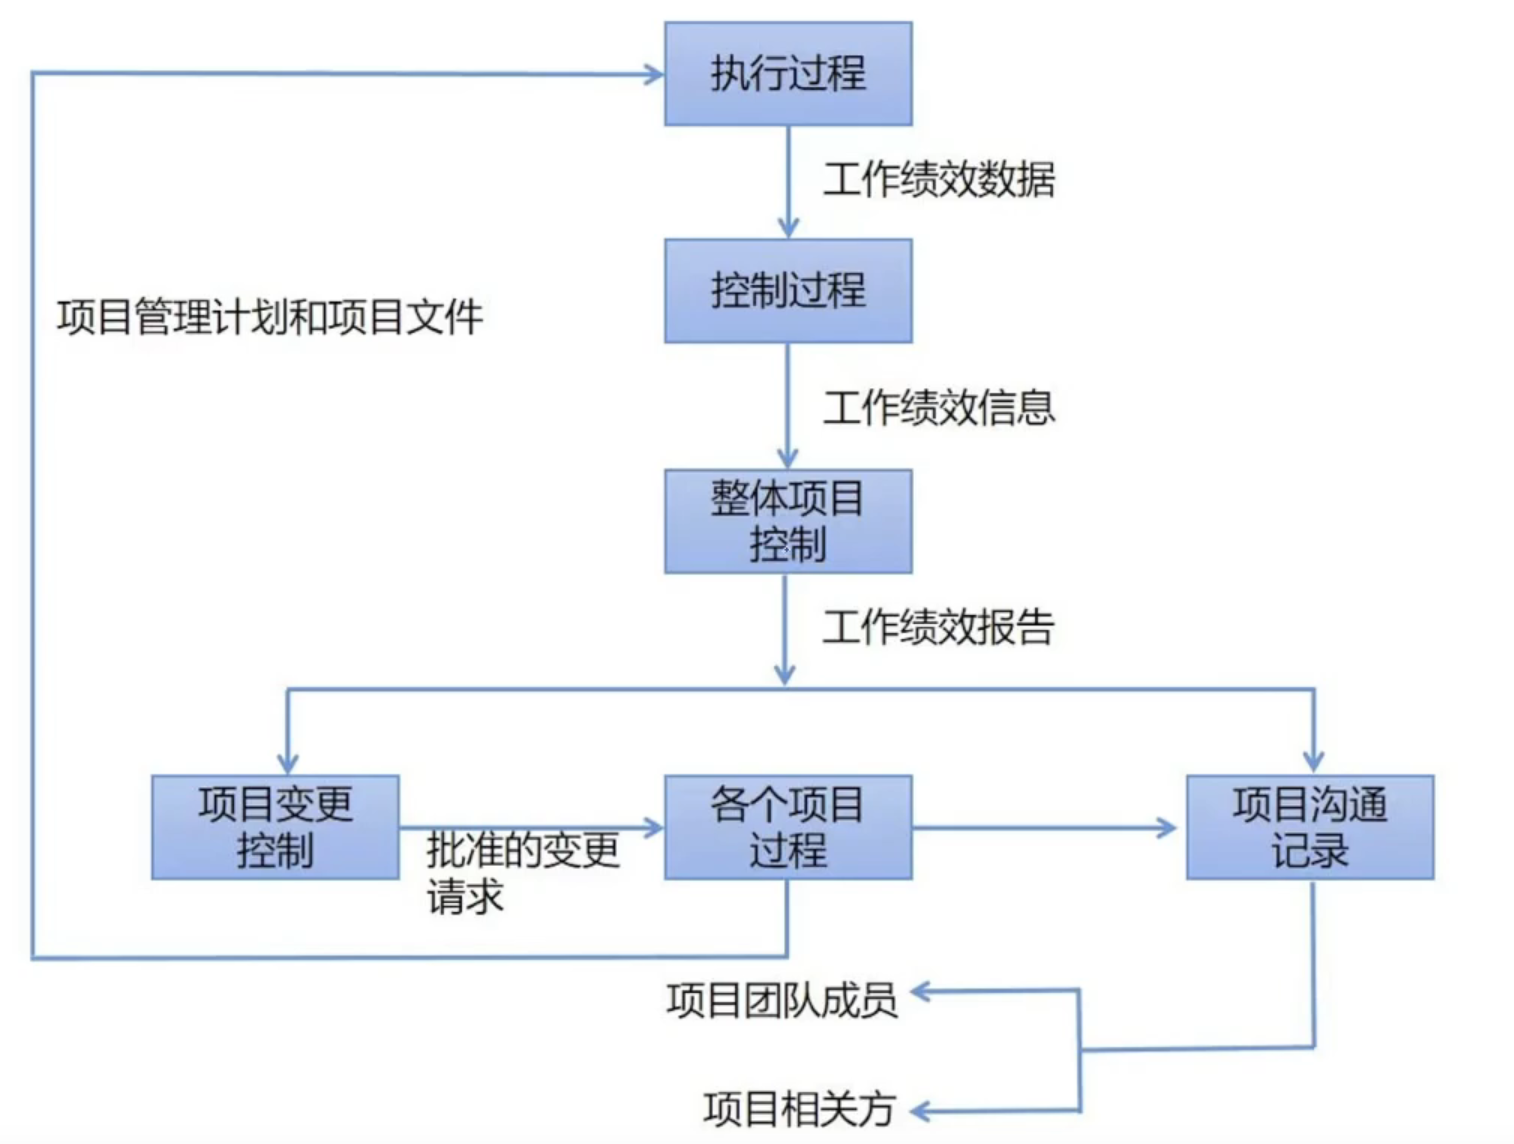 执行过程
工作绩效数据
控制过程
项目管理计划和项目文件
工作绩效信息
整体项目
控制
工作绩效报告
项目变更
控制
批准的变更
请求
各个项目
过程
项目沟通
记录
项目团队成员
项目相关方